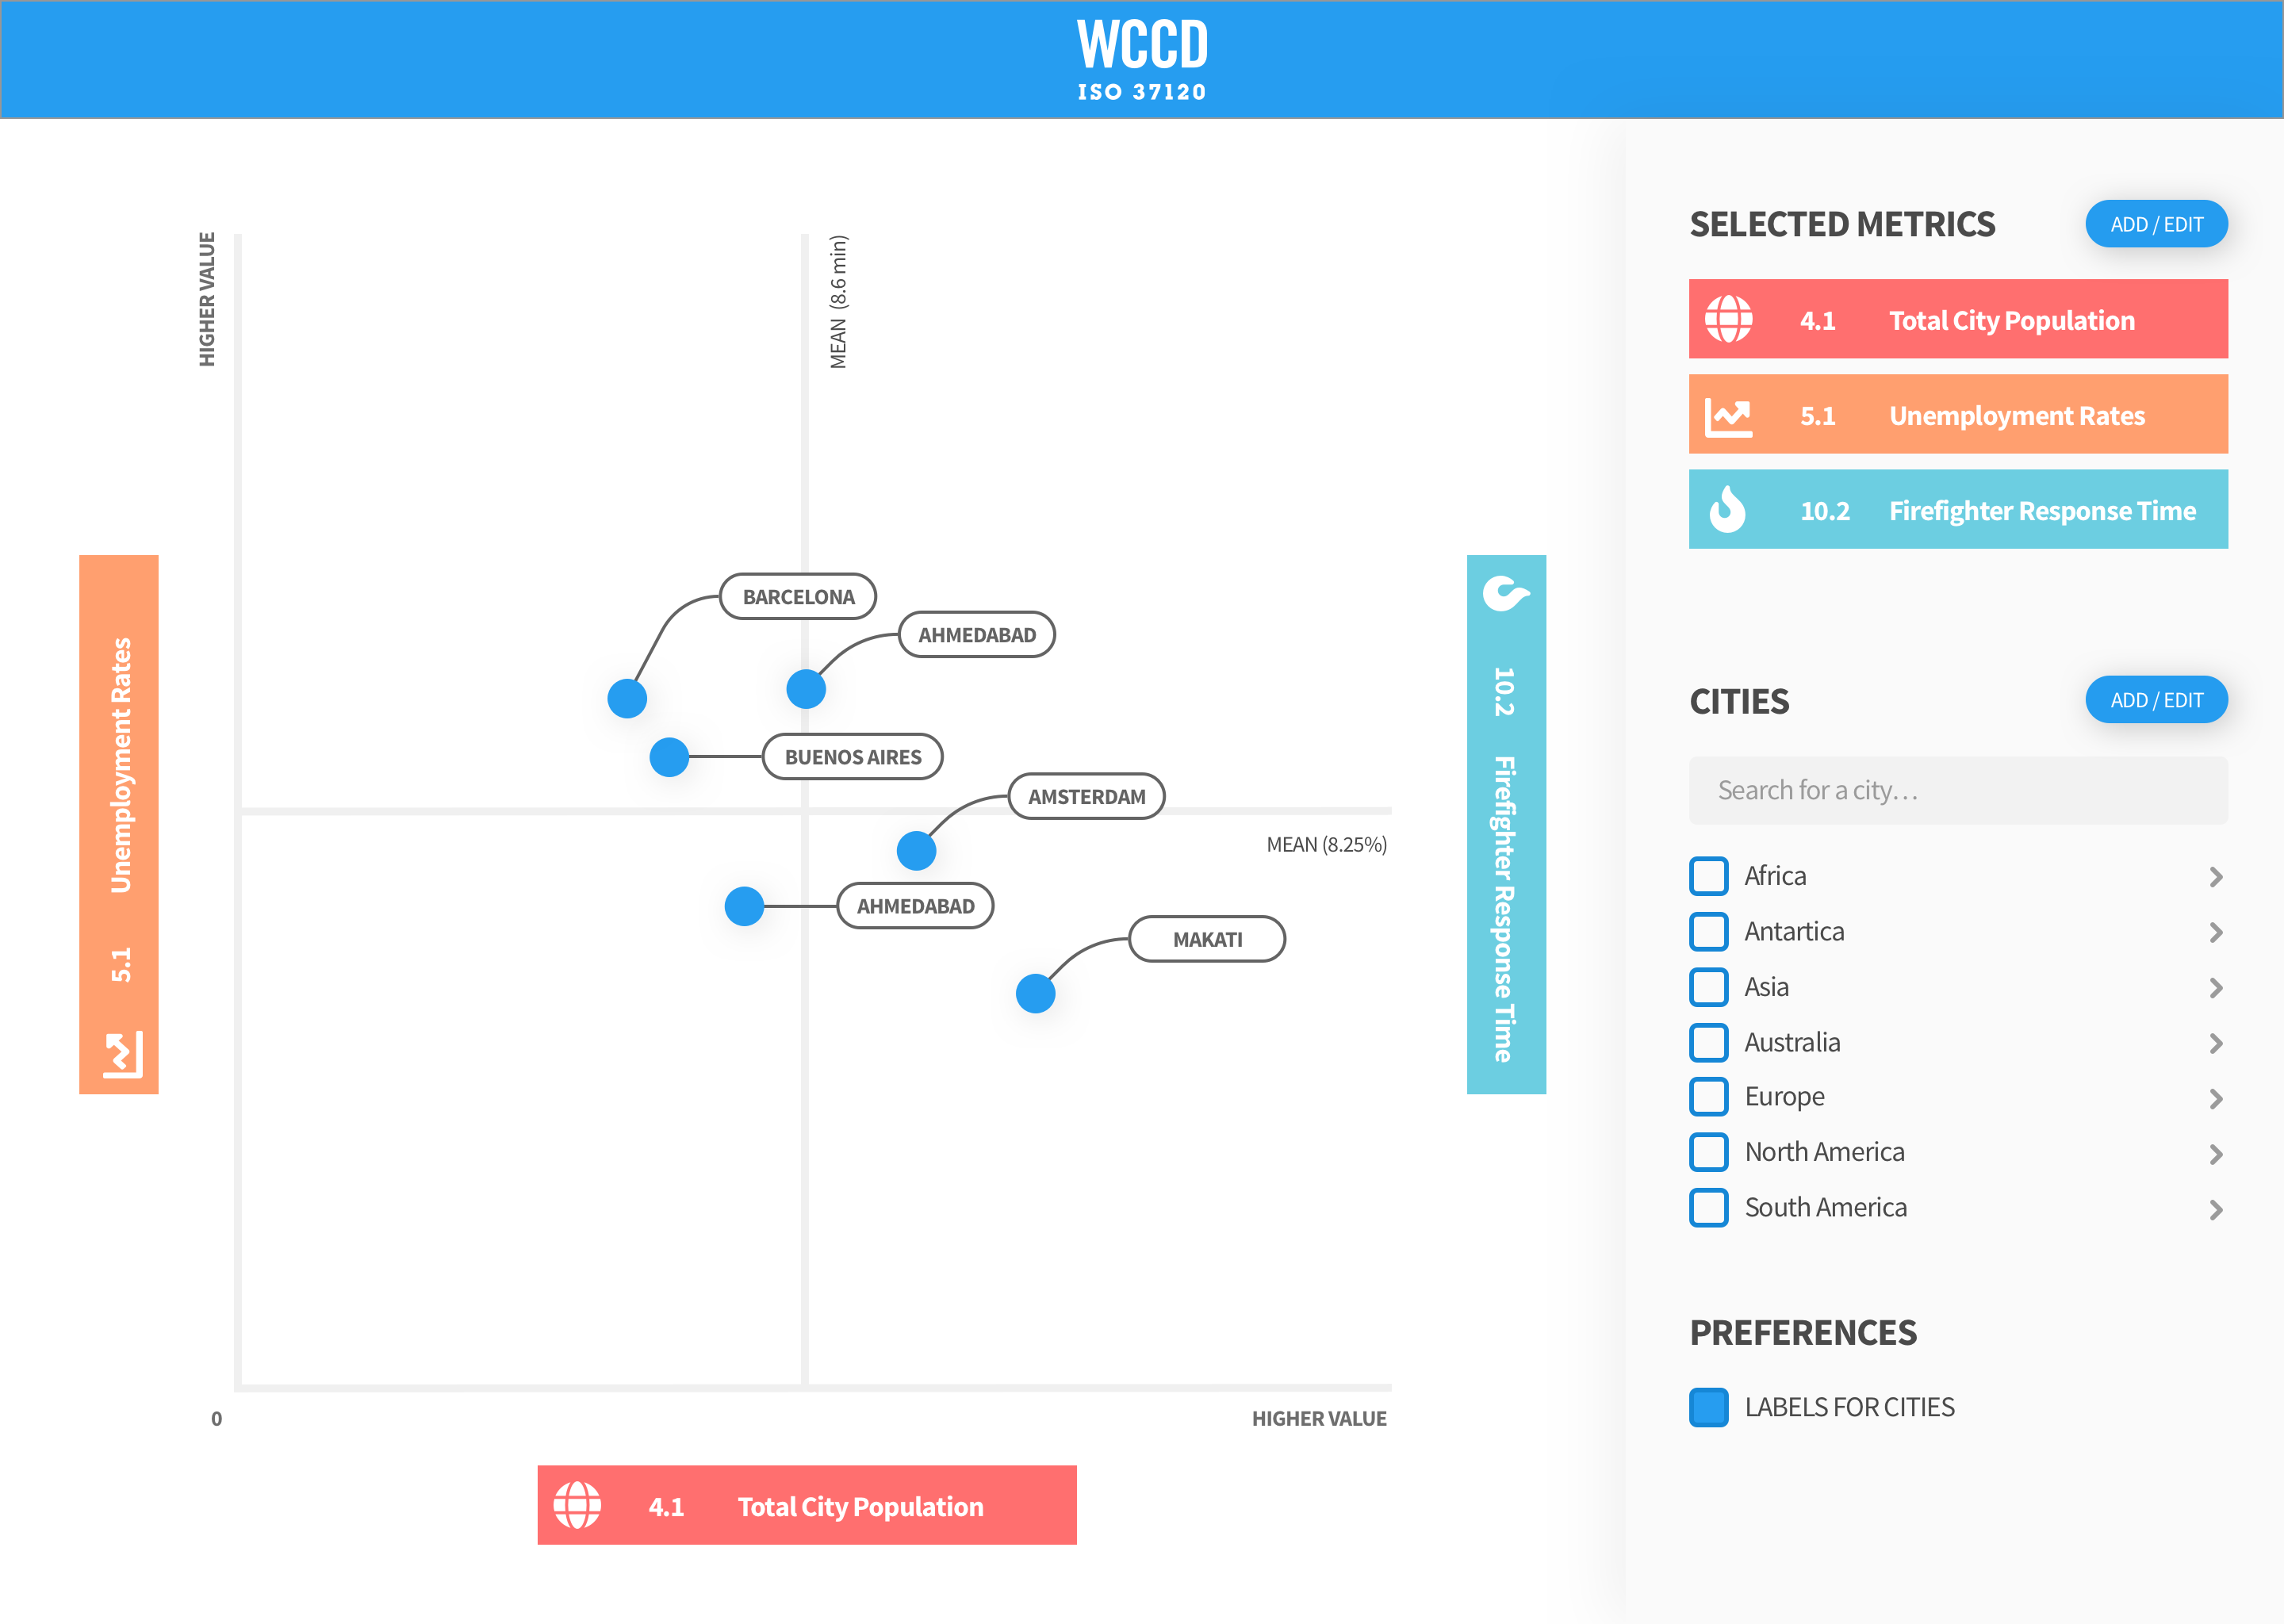 WCCD
ISO 37120
HIGHER VALUE
MEAN (8.6 min)
BARCELONA
AHMEDABAD
BUENOS AIRES
AMSTERDAM
MEAN (8.25%)
AHMEDABAD
MAKATI
5.1 Unemployment Rates
10.2 Firefighter Response Time
0
HIGHER VALUE
4.1 Total City Population
SELECTED METRICS
ADD / EDIT
4.1 Total City Population
5.1 Unemployment Rates
10.2 Firefighter Response Time
CITIES
ADD / EDIT
Search for a city...
Africa
Antartica
Asia
Australia
Europe
North America
South America
PREFERENCES
LABELS FOR CITIES